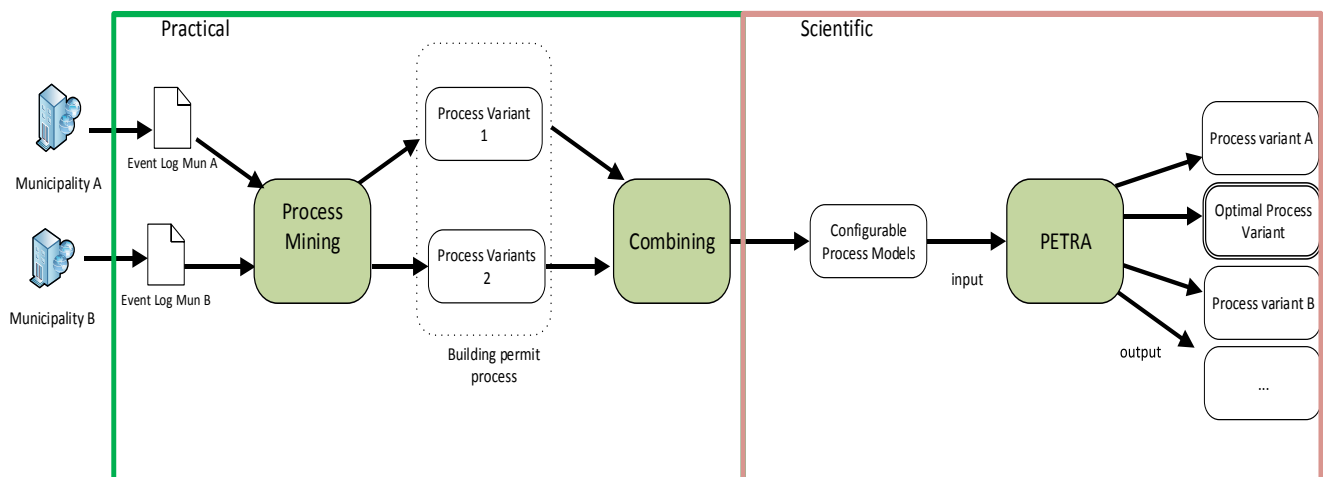 Practical
Scientific
Municipality A
Event Log Mun A
Municipality B
Event Log Mun B
Process
Mining
Process Variant
1
Process Variants
2
Building permit
process
Combining
Configurable
Process Models
input
PETRA
output
Process variant A
Optimal Process
Variant
Process variant B
...